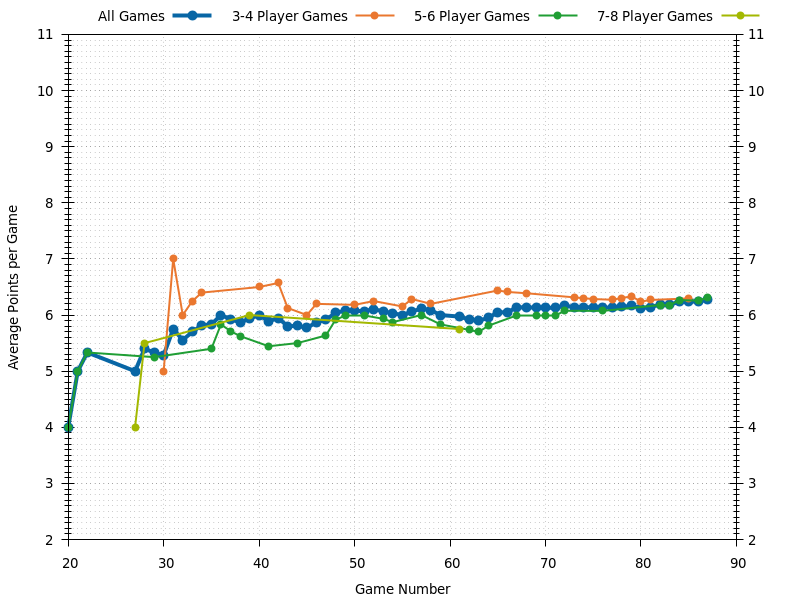 All Games 3-4 Player Games 5-6 Player Games 7-8 Player Games
11 11
10 10
9 9
8 8
7 7
6 6
5 5
4 4
3 3
2 2
20 30 40 50 60 70 80 90
Average Points per Game
Game Number